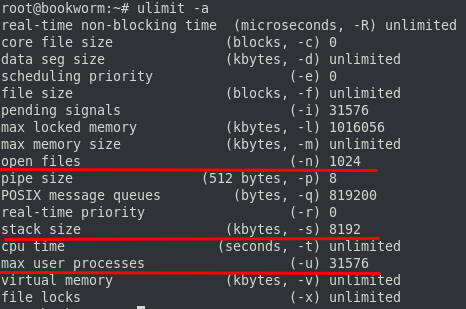 root@bookworm:~# ulimit -a
real-time non-blocking time  (microseconds, -R) unlimited
core file size              (blocks, -c) 0
data seg size               (kbytes, -d) unlimited
scheduling priority                 (-e) 0
file size                   (blocks, -f) unlimited
pending signals                     (-i) 31576
max locked memory           (kbytes, -l) 1016056
max memory size             (kbytes, -m) unlimited
open files                          (-n) 1024
pipe size                (512 bytes, -p) 8
POSIX message queues         (bytes, -q) 819200
real-time priority                  (-r) 0
stack size                  (kbytes, -s) 8192
cpu time                   (seconds, -t) unlimited
max user processes                  (-u) 31576
virtual memory              (kbytes, -v) unlimited
file locks                          (-x) unlimited